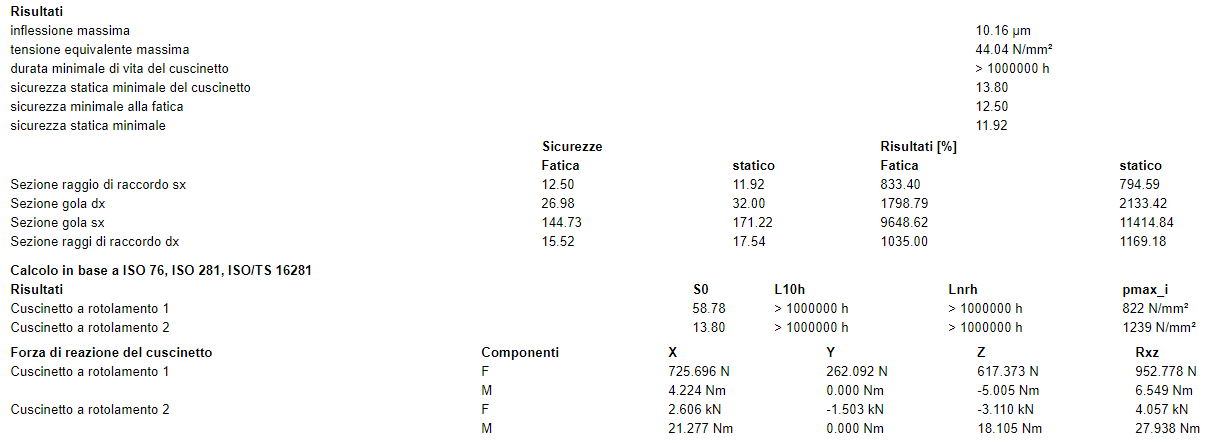 Risultati
inflessione massima 10.16 µm
tensione equivalente massima 44.04 N/mm²
durata minimale di vita del cuscinetto > 1000000 h
sicurezza statica minimale del cuscinetto 13.80
sicurezza minimale alla fatica 12.50
sicurezza statica minimale 11.92
Sicurezze Risultati [%]
Fatica statico Fatica statico
Sezione raggio di raccordo sx 12.50 11.92 833.40 794.59
Sezione gola dx 26.98 32.00 1798.79 2133.42
Sezione gola sx 144.73 171.22 9648.62 11414.84
Sezione raggi di raccordo dx 15.52 17.54 1035.00 1169.18
Calcolo in base a ISO 76, ISO 281, ISO/TS 16281
Risultati S0 L10h Lnrh pmax_i
Cuscinetto a rotolamento 1 58.78 > 1000000 h > 1000000 h 822 N/mm²
Cuscinetto a rotolamento 2 13.80 > 1000000 h > 1000000 h 1239 N/mm²
Forza di reazione del cuscinetto Componenti X Y Z Rxz
Cuscinetto a rotolamento 1 F 725.696 N 262.092 N 617.373 N 952.778 N
M 4.224 Nm 0.000 Nm -5.005 Nm 6.549 Nm
Cuscinetto a rotolamento 2 F 2.606 kN -1.503 kN -3.110 kN 4.057 kN
M 21.277 Nm 0.000 Nm 18.105 Nm 27.938 Nm